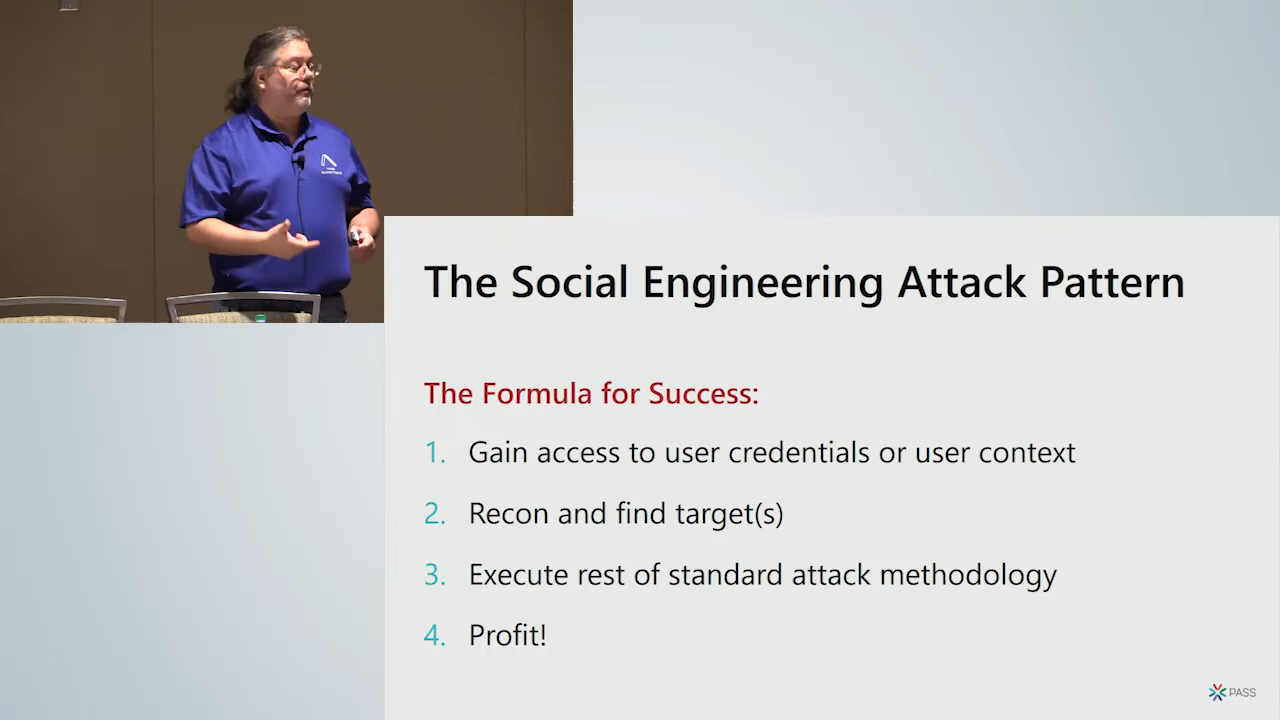 The Social Engineering Attack Pattern
The Formula for Success:
1. Gain access to user credentials or user context
2. Recon and find target(s)
3. Execute rest of standard attack methodology
4. Profit!
PASS